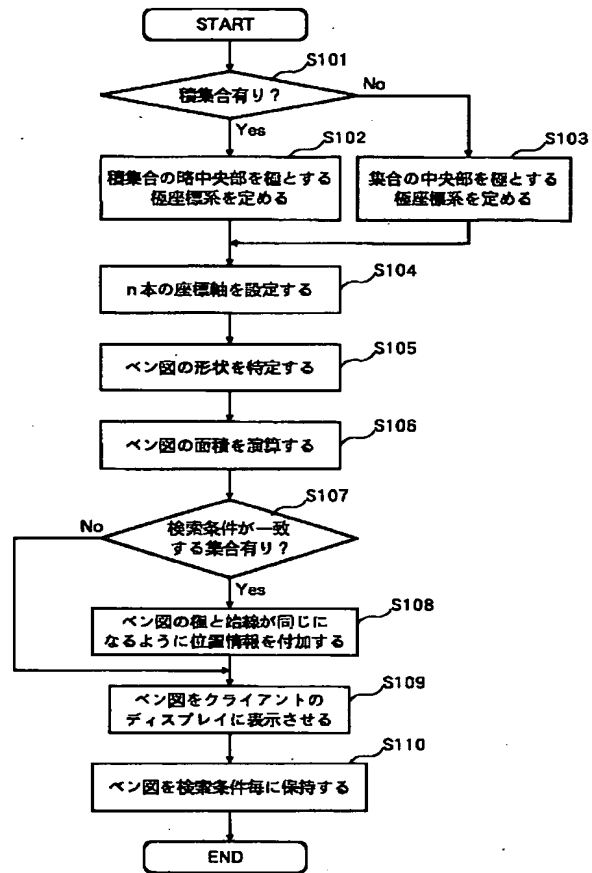 START
S101
積集合有り?
No
Yes
S102
積集合の略中央部を極とする
極座標系を定める
S103
集合の中央部を極とする
極座標系を定める
S104
n本の座標軸を設定する
S105
ベン図の形状を特定する
S106
ベン図の面積を演算する
S107
検索条件が一致
する集合有り?
No
Yes
S108
ベン図の極と始線が同じに
なるように位置情報を付加する
S109
ベン図をクライアントの
ディスプレイに表示させる
S110
ベン図を検索条件毎に保持する
END